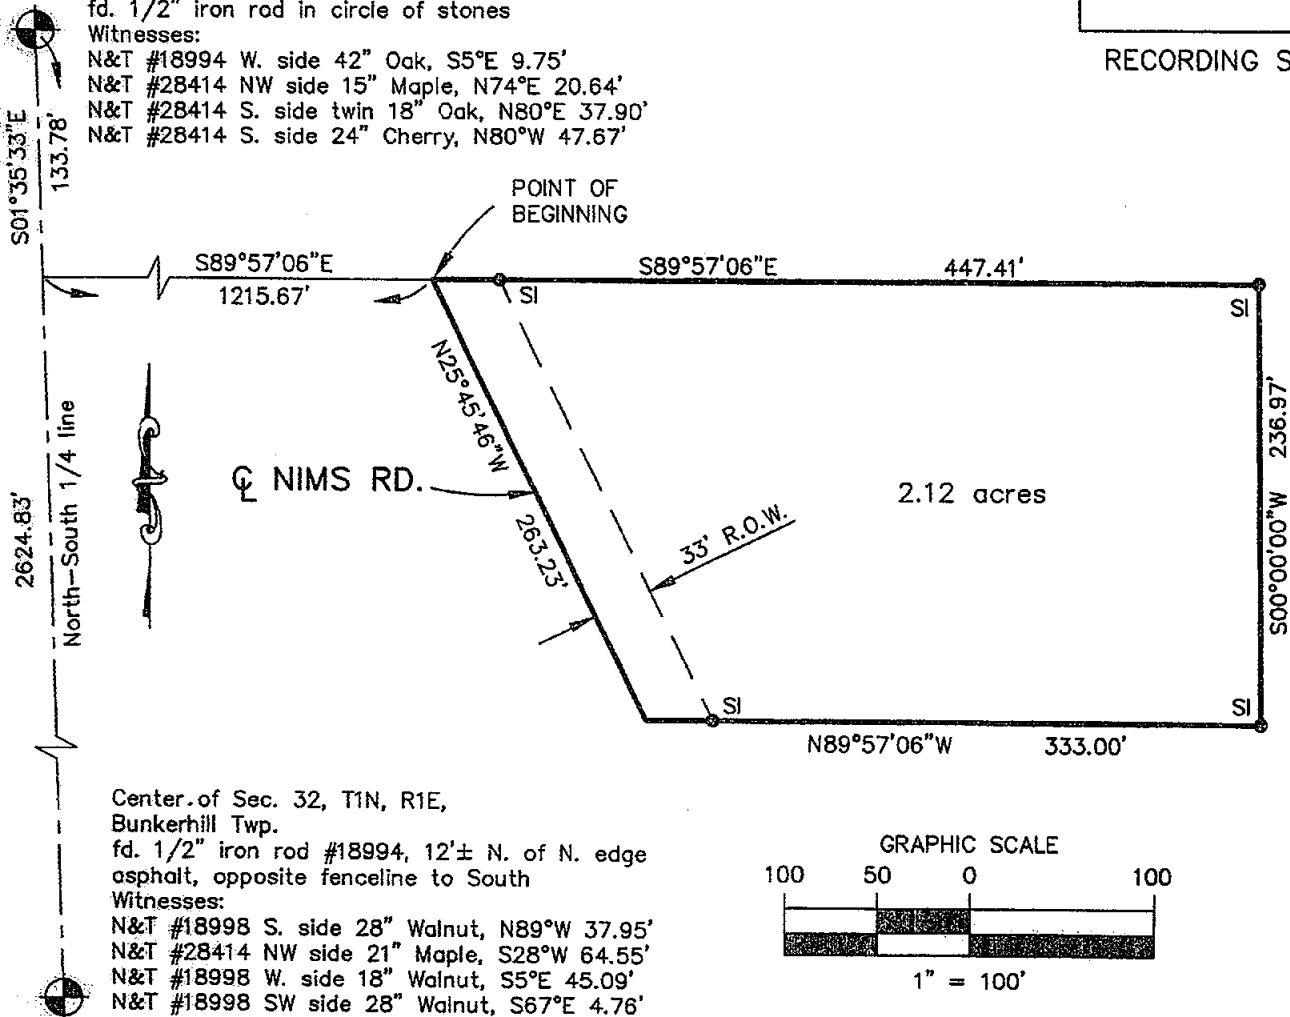 fd. 1/2" iron rod in circle of stones
Witnesses:
N&T #18994 W. side 42" Oak, S5°E 9.75'
N&T #28414 NW side 15" Maple, N74°E 20.64'
N&T #28414 S. side twin 18" Oak, N80°E 37.90'
N&T #28414 S. side 24" Cherry, N80°W 47.67'
RECORDING S
S01°35'33"E
133.78'
POINT OF
BEGINNING
S89°57'06"E
1215.67'
S89°57'06"E 447.41'
SI
SI
N25°45'46"W
263.23'
℄ NIMS RD.
33' R.O.W.
2.12 acres
236.97'
S00°00'00"W
2624.83'
North-South 1/4 line
SI
SI
N89°57'06"W 333.00'
Center of Sec. 32, T1N, R1E,
Bunkerhill Twp.
fd. 1/2" iron rod #18994, 12'± N. of N. edge
asphalt, opposite fenceline to South
Witnesses:
N&T #18998 S. side 28" Walnut, N89°W 37.95'
N&T #28414 NW side 21" Maple, S28°W 64.55'
N&T #18998 W. side 18" Walnut, S5°E 45.09'
N&T #18998 SW side 28" Walnut, S67°E 4.76'
GRAPHIC SCALE
100 50 0 100
1" = 100'